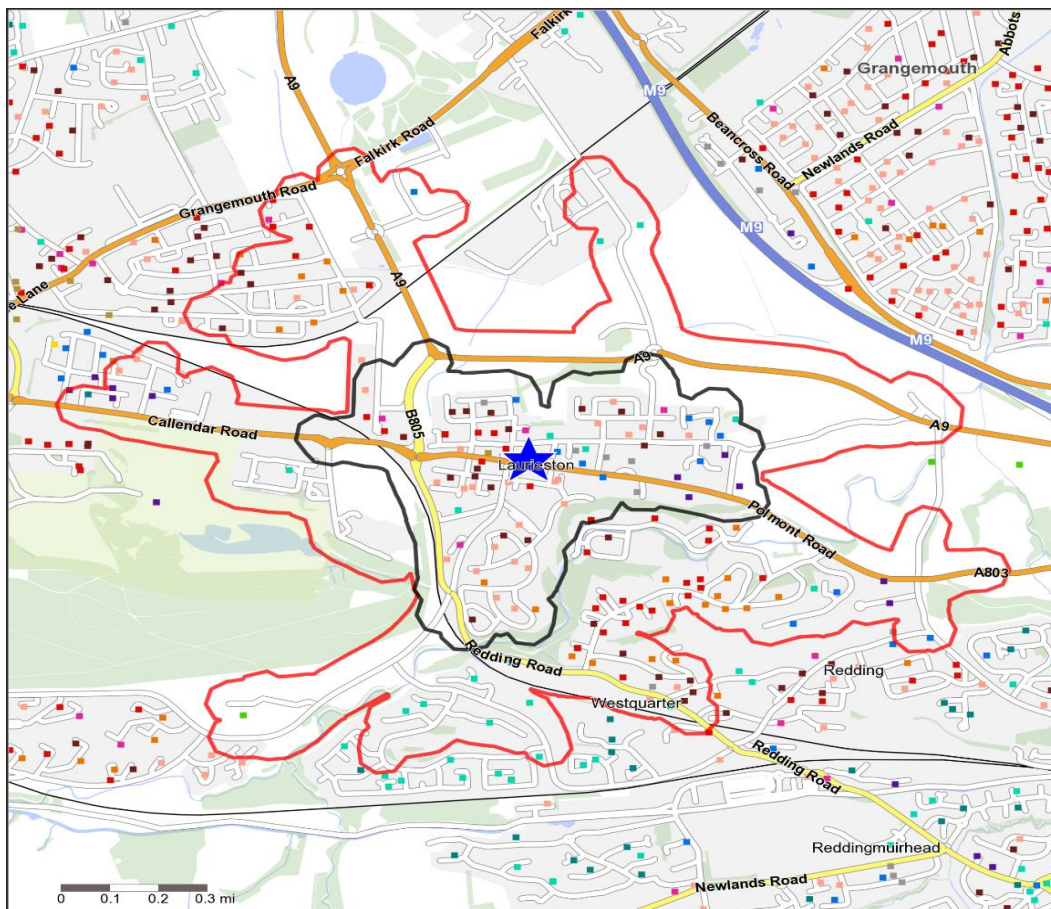 Falkirk
Abbots
Grangemouth
A9
M9
Beancross Road
Newlands Road
Falkirk Road
Grangemouth Road
M9
A9
e Lane
M9
A9
B805
Callendar Road
A9
Laurieston
Polmont Road
A803
Redding Road
Redding
Westquarter
Redding Road
Reddingmuirhead
Newlands Road
0 0.1 0.2 0.3 mi